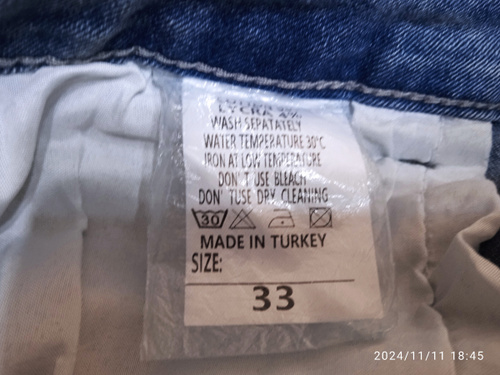 LYCRA 4%
WASH SEPATATELY
WATER TEMPERATURE 30°C
IRON AT LOW TEMPERATURE
DON'T USE BLEACH
DON' TUSE DRY CLEANING
30
MADE IN TURKEY
SIZE:
33
2024/11/11 18:45